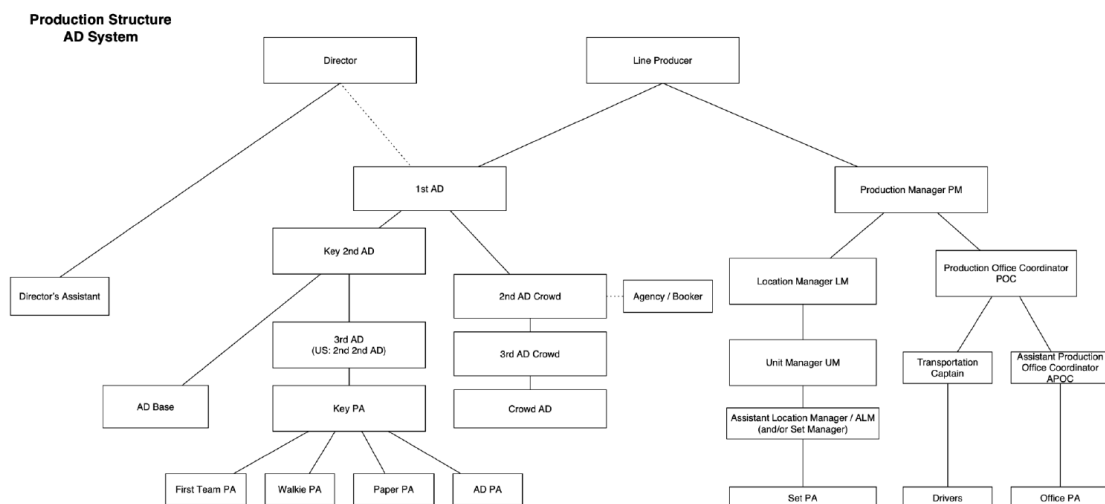 Production Structure
AD System
Director
Line Producer
1st AD
Production Manager PM
Key 2nd AD
Production Office Coordinator
POC
Location Manager LM
Director's Assistant
2nd AD Crowd
Agency / Booker
3rd AD
(US: 2nd 2nd AD)
3rd AD Crowd
Unit Manager UM
Transportation
Captain
Assistant Production
Office Coordinator
APOC
AD Base
Key PA
Crowd AD
Assistant Location Manager / ALM
(and/or Set Manager)
First Team PA
Walkie PA
Paper PA
AD PA
Set PA
Drivers
Office PA